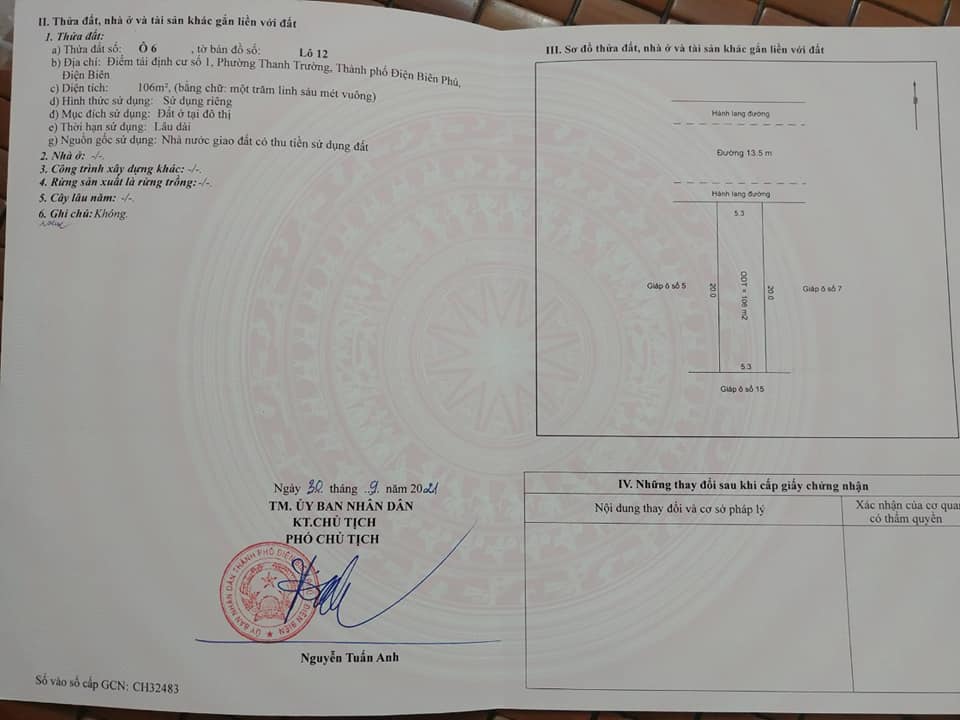 II. Thửa đất, nhà ở và tài sản khác gắn liền với đất
1. Thửa đất:
a) Thửa đất số: Ô 6 , tờ bản đồ số: Lô 12
b) Địa chỉ: Điểm tái định cư số 1, Phường Thanh Trường, Thành phố Điện Biên Phủ,
Điện Biên
c) Diện tích: 106m², (bằng chữ: một trăm linh sáu mét vuông)
d) Hình thức sử dụng: Sử dụng riêng
đ) Mục đích sử dụng: Đất ở tại đô thị
e) Thời hạn sử dụng: Lâu dài
g) Nguồn gốc sử dụng: Nhà nước giao đất có thu tiền sử dụng đất
2. Nhà ở: -/-.
3. Công trình xây dựng khác: -/-.
4. Rừng sản xuất là rừng trồng: -/-.
5. Cây lâu năm: -/-.
6. Ghi chú: Không.
Ngày 30 tháng 9 năm 2021
TM. ỦY BAN NHÂN DÂN
KT.CHỦ TỊCH
PHÓ CHỦ TỊCH
Nguyễn Tuấn Anh
Số vào sổ cấp GCN: CH32483
III. Sơ đồ thửa đất, nhà ở và tài sản khác gắn liền với đất
Hành lang đường
Đường 13.5 m
Hành lang đường
5.3
Giáp ô số 5
20.0
ODT = 106 m2
20.0
Giáp ô số 7
5.3
Giáp ô số 15
IV. Những thay đổi sau khi cấp giấy chứng nhận
Nội dung thay đổi và cơ sở pháp lý
Xác nhận của cơ quan
có thẩm quyền